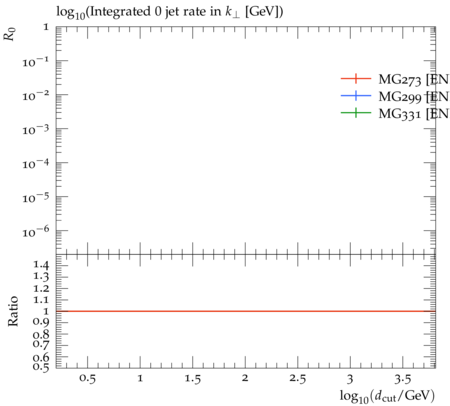 log₁₀(Integrated 0 jet rate in k⊥ [GeV])
R₀
1
10⁻¹
10⁻²
10⁻³
10⁻⁴
10⁻⁵
10⁻⁶
MG273 [EN
MG299 [EN
MG331 [EN
Ratio
1.4
1.3
1.2
1.1
1
0.9
0.8
0.7
0.6
0.5
0.5 1 1.5 2 2.5 3 3.5
log₁₀(d_cut/GeV)